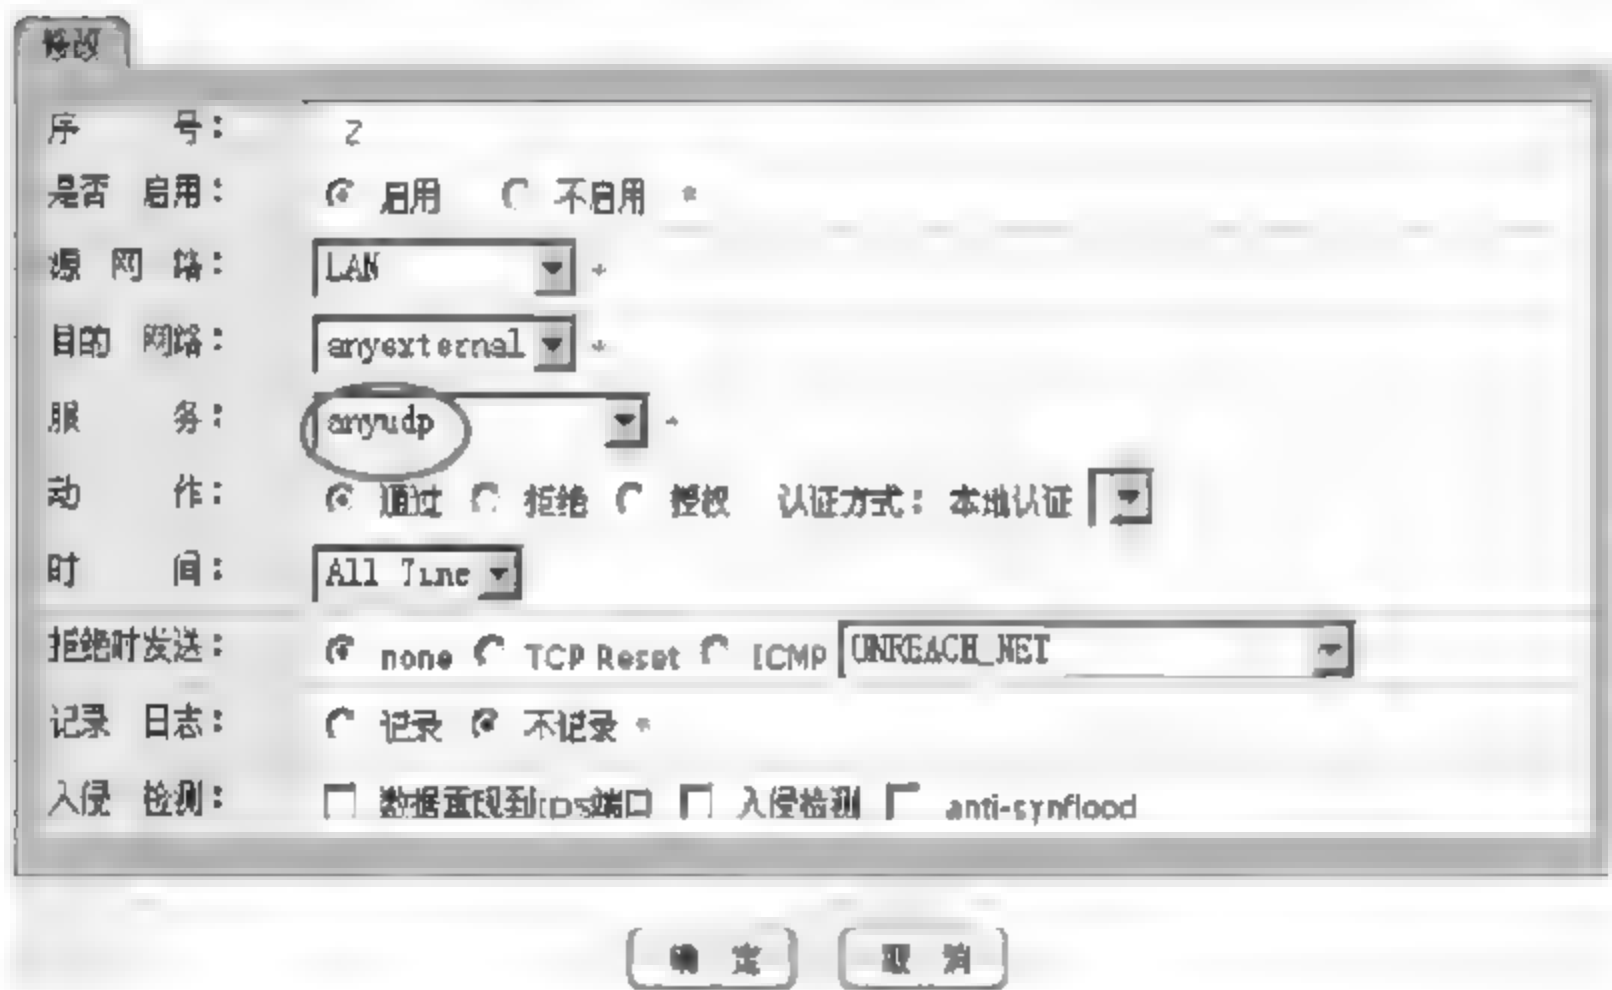 修改
序 号： 2
是否 启用： 启用 不启用 *
源 网 络： LAN *
目的 网络： anyexternal *
服 务： anyudp *
动 作： 通过 拒绝 授权 认证方式： 本地认证
时 间： All Time
拒绝时发送： none TCP Reset ICMP UNREACH_NET
记录 日志： 记录 不记录 *
入侵 检测： 数据重现到ips端口 入侵检测 anti-synflood
确 定 取 消